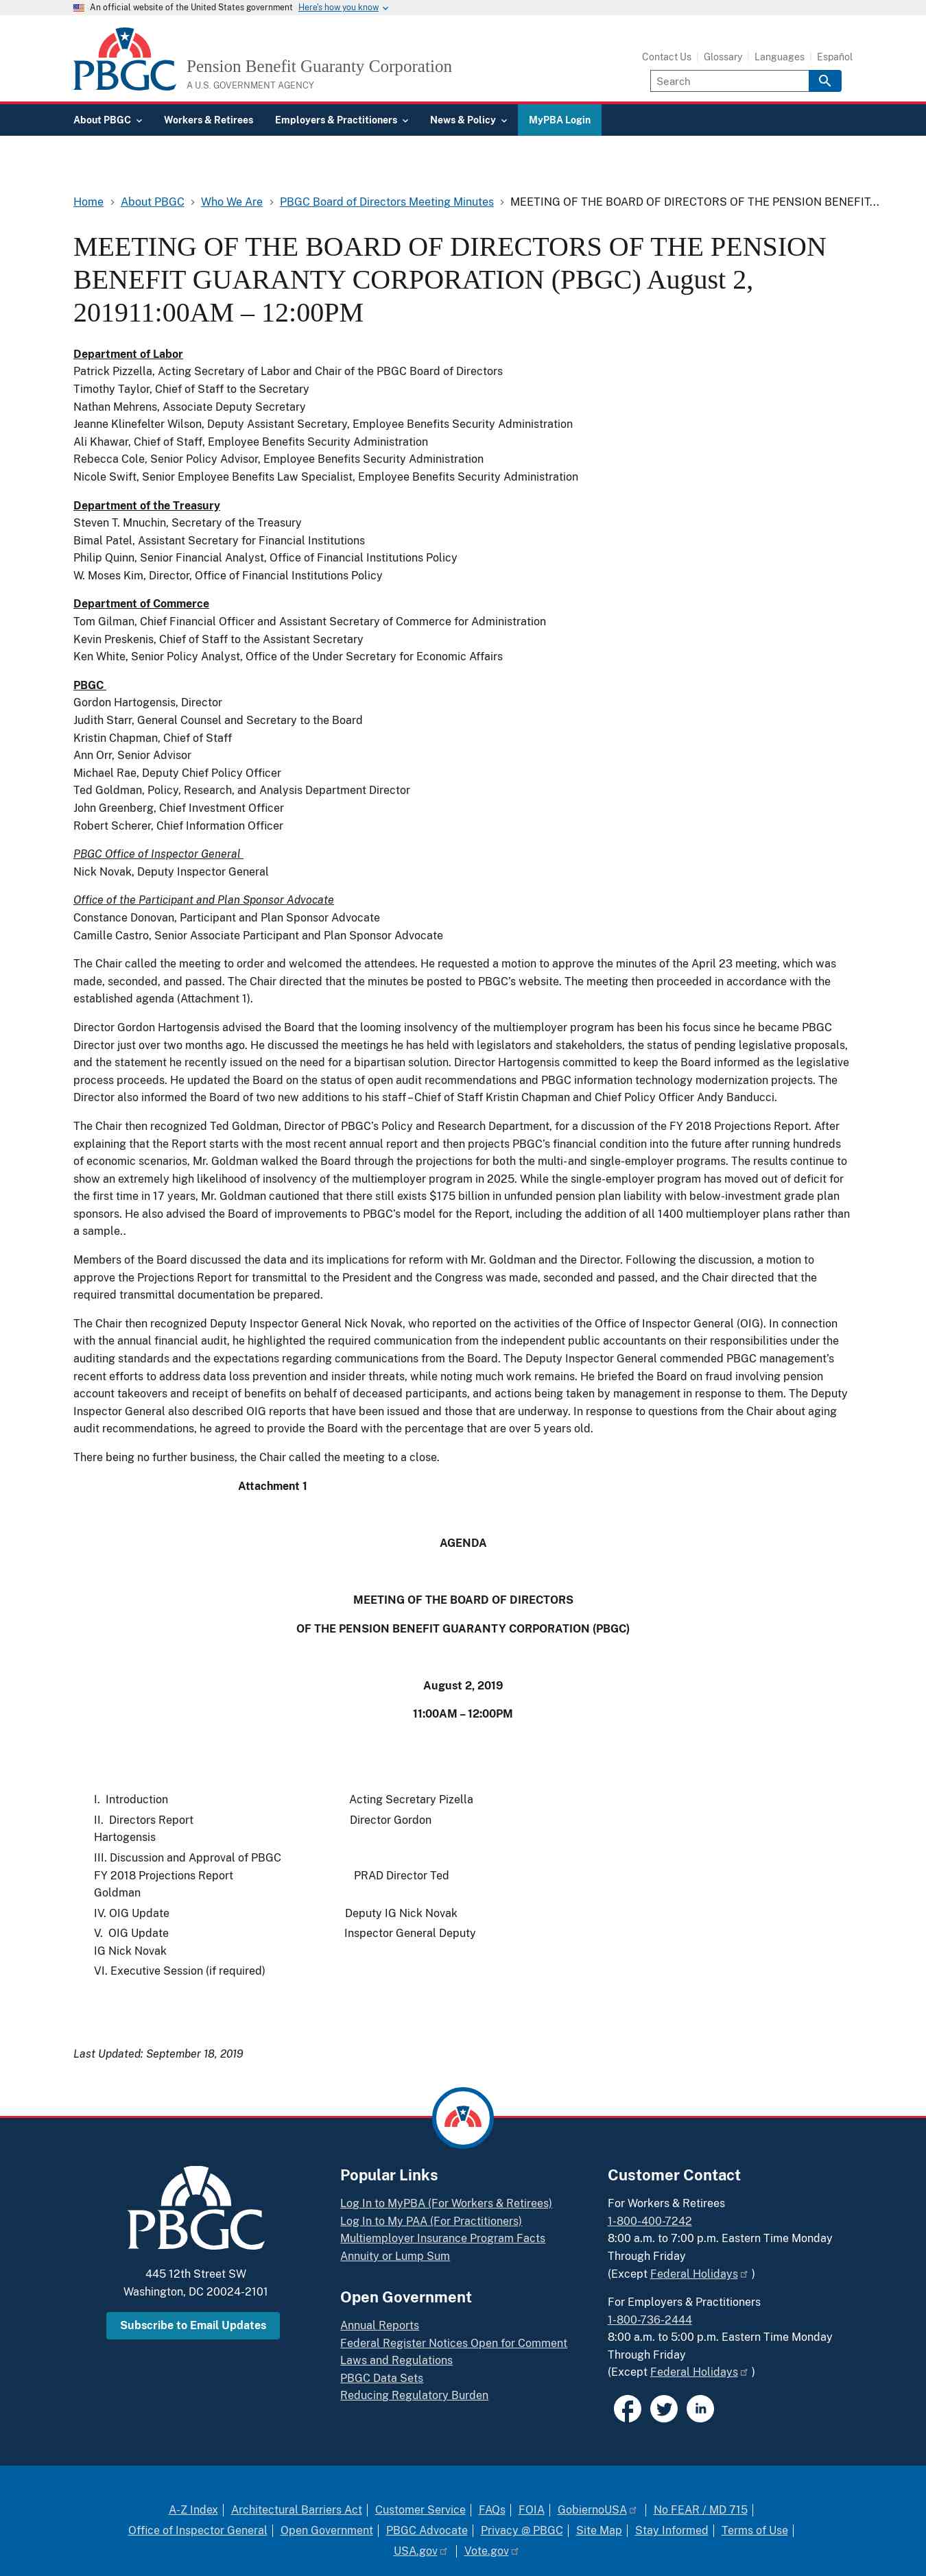 An official website of the United States government Here's how you know
PBGC
Pension Benefit Guaranty Corporation
A U.S. GOVERNMENT AGENCY
Contact Us Glossary Languages Español
Search
About PBGC Workers & Retirees Employers & Practitioners News & Policy MyPBA Login
Home About PBGC Who We Are PBGC Board of Directors Meeting Minutes MEETING OF THE BOARD OF DIRECTORS OF THE PENSION BENEFIT...
MEETING OF THE BOARD OF DIRECTORS OF THE PENSION
BENEFIT GUARANTY CORPORATION (PBGC) August 2,
201911:00AM – 12:00PM
Department of Labor
Patrick Pizzella, Acting Secretary of Labor and Chair of the PBGC Board of Directors
Timothy Taylor, Chief of Staff to the Secretary
Nathan Mehrens, Associate Deputy Secretary
Jeanne Klinefelter Wilson, Deputy Assistant Secretary, Employee Benefits Security Administration
Ali Khawar, Chief of Staff, Employee Benefits Security Administration
Rebecca Cole, Senior Policy Advisor, Employee Benefits Security Administration
Nicole Swift, Senior Employee Benefits Law Specialist, Employee Benefits Security Administration
Department of the Treasury
Steven T. Mnuchin, Secretary of the Treasury
Bimal Patel, Assistant Secretary for Financial Institutions
Philip Quinn, Senior Financial Analyst, Office of Financial Institutions Policy
W. Moses Kim, Director, Office of Financial Institutions Policy
Department of Commerce
Tom Gilman, Chief Financial Officer and Assistant Secretary of Commerce for Administration
Kevin Preskenis, Chief of Staff to the Assistant Secretary
Ken White, Senior Policy Analyst, Office of the Under Secretary for Economic Affairs
PBGC
Gordon Hartogensis, Director
Judith Starr, General Counsel and Secretary to the Board
Kristin Chapman, Chief of Staff
Ann Orr, Senior Advisor
Michael Rae, Deputy Chief Policy Officer
Ted Goldman, Policy, Research, and Analysis Department Director
John Greenberg, Chief Investment Officer
Robert Scherer, Chief Information Officer
PBGC Office of Inspector General
Nick Novak, Deputy Inspector General
Office of the Participant and Plan Sponsor Advocate
Constance Donovan, Participant and Plan Sponsor Advocate
Camille Castro, Senior Associate Participant and Plan Sponsor Advocate
The Chair called the meeting to order and welcomed the attendees. He requested a motion to approve the minutes of the April 23 meeting, which was
made, seconded, and passed. The Chair directed that the minutes be posted to PBGC's website. The meeting then proceeded in accordance with the
established agenda (Attachment 1).
Director Gordon Hartogensis advised the Board that the looming insolvency of the multiemployer program has been his focus since he became PBGC
Director just over two months ago. He discussed the meetings he has held with legislators and stakeholders, the status of pending legislative proposals,
and the statement he recently issued on the need for a bipartisan solution. Director Hartogensis committed to keep the Board informed as the legislative
process proceeds. He updated the Board on the status of open audit recommendations and PBGC information technology modernization projects. The
Director also informed the Board of two new additions to his staff – Chief of Staff Kristin Chapman and Chief Policy Officer Andy Banducci.
The Chair then recognized Ted Goldman, Director of PBGC's Policy and Research Department, for a discussion of the FY 2018 Projections Report. After
explaining that the Report starts with the most recent annual report and then projects PBGC's financial condition into the future after running hundreds
of economic scenarios, Mr. Goldman walked the Board through the projections for both the multi- and single-employer programs. The results continue to
show an extremely high likelihood of insolvency of the multiemployer program in 2025. While the single-employer program has moved out of deficit for
the first time in 17 years, Mr. Goldman cautioned that there still exists $175 billion in unfunded pension plan liability with below-investment grade plan
sponsors. He also advised the Board of improvements to PBGC's model for the Report, including the addition of all 1400 multiemployer plans rather than
a sample..
Members of the Board discussed the data and its implications for reform with Mr. Goldman and the Director. Following the discussion, a motion to
approve the Projections Report for transmittal to the President and the Congress was made, seconded and passed, and the Chair directed that the
required transmittal documentation be prepared.
The Chair then recognized Deputy Inspector General Nick Novak, who reported on the activities of the Office of Inspector General (OIG). In connection
with the annual financial audit, he highlighted the required communication from the independent public accountants on their responsibilities under the
auditing standards and the expectations regarding communications from the Board. The Deputy Inspector General commended PBGC management's
recent efforts to address data loss prevention and insider threats, while noting much work remains. He briefed the Board on fraud involving pension
account takeovers and receipt of benefits on behalf of deceased participants, and actions being taken by management in response to them. The Deputy
Inspector General also described OIG reports that have been issued and those that are underway. In response to questions from the Chair about aging
audit recommendations, he agreed to provide the Board with the percentage that are over 5 years old.
There being no further business, the Chair called the meeting to a close.
Attachment 1
AGENDA
MEETING OF THE BOARD OF DIRECTORS
OF THE PENSION BENEFIT GUARANTY CORPORATION (PBGC)
August 2, 2019
11:00AM – 12:00PM
I. Introduction Acting Secretary Pizzella
II. Directors Report Director Gordon
Hartogensis
III. Discussion and Approval of PBGC
FY 2018 Projections Report PRAD Director Ted
Goldman
IV. OIG Update Deputy IG Nick Novak
V. OIG Update Inspector General Deputy
IG Nick Novak
VI. Executive Session (if required)
Last Updated: September 18, 2019
PBGC
445 12th Street SW
Washington, DC 20024-2101
Subscribe to Email Updates
Popular Links
Log In to MyPBA (For Workers & Retirees)
Log In to My PAA (For Practitioners)
Multiemployer Insurance Program Facts
Annuity or Lump Sum
Open Government
Annual Reports
Federal Register Notices Open for Comment
Laws and Regulations
PBGC Data Sets
Reducing Regulatory Burden
Customer Contact
For Workers & Retirees
1-800-400-7242
8:00 a.m. to 7:00 p.m. Eastern Time Monday
Through Friday
(Except Federal Holidays )
For Employers & Practitioners
1-800-736-2444
8:00 a.m. to 5:00 p.m. Eastern Time Monday
Through Friday
(Except Federal Holidays )
A-Z Index Architectural Barriers Act Customer Service FAQs FOIA GobiernoUSA No FEAR / MD 715
Office of Inspector General Open Government PBGC Advocate Privacy @ PBGC Site Map Stay Informed Terms of Use
USA.gov Vote.gov